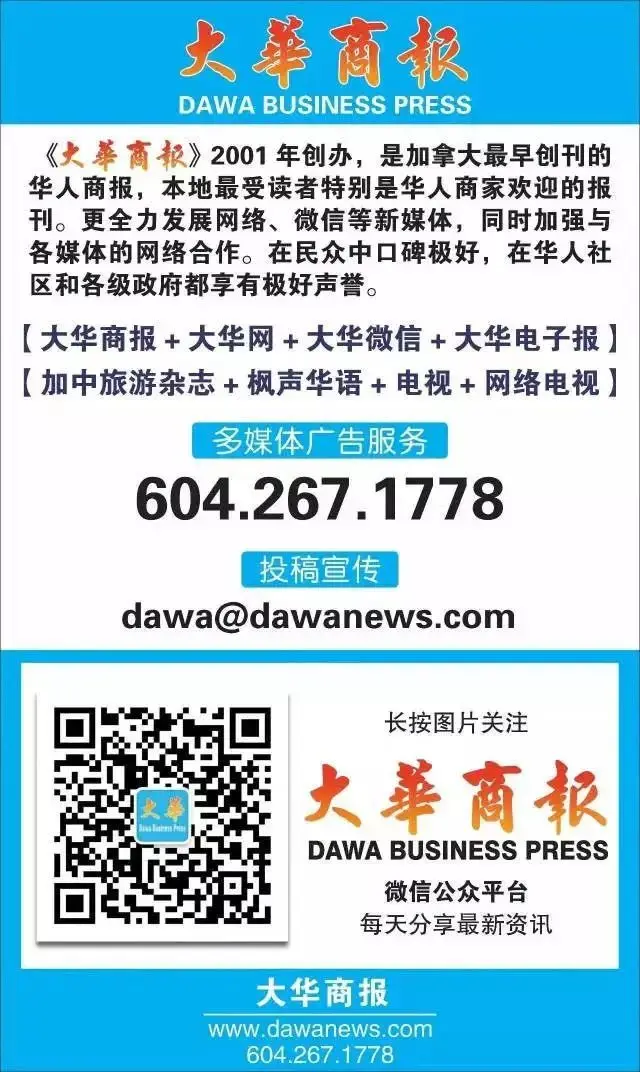 大華商報
DAWA BUSINESS PRESS
《大華商報》2001 年创办，是加拿大最早创刊的
华人商报，本地最受读者特别是华人商家欢迎的报
刊。更全力发展网络、微信等新媒体，同时加强与
各媒体的网络合作。在民众中口碑极好，在华人社
区和各级政府都享有极好声誉。
【大华商报 + 大华网 + 大华微信 + 大华电子报】
【加中旅游杂志 + 枫声华语 + 电视 + 网络电视】
多媒体广告服务
604.267.1778
投稿宣传
dawa@dawanews.com
长按图片关注
大華
Dawa Business Press
大華商報
DAWA BUSINESS PRESS
微信公众平台
每天分享最新资讯
大华商报
www.dawanews.com
604.267.1778